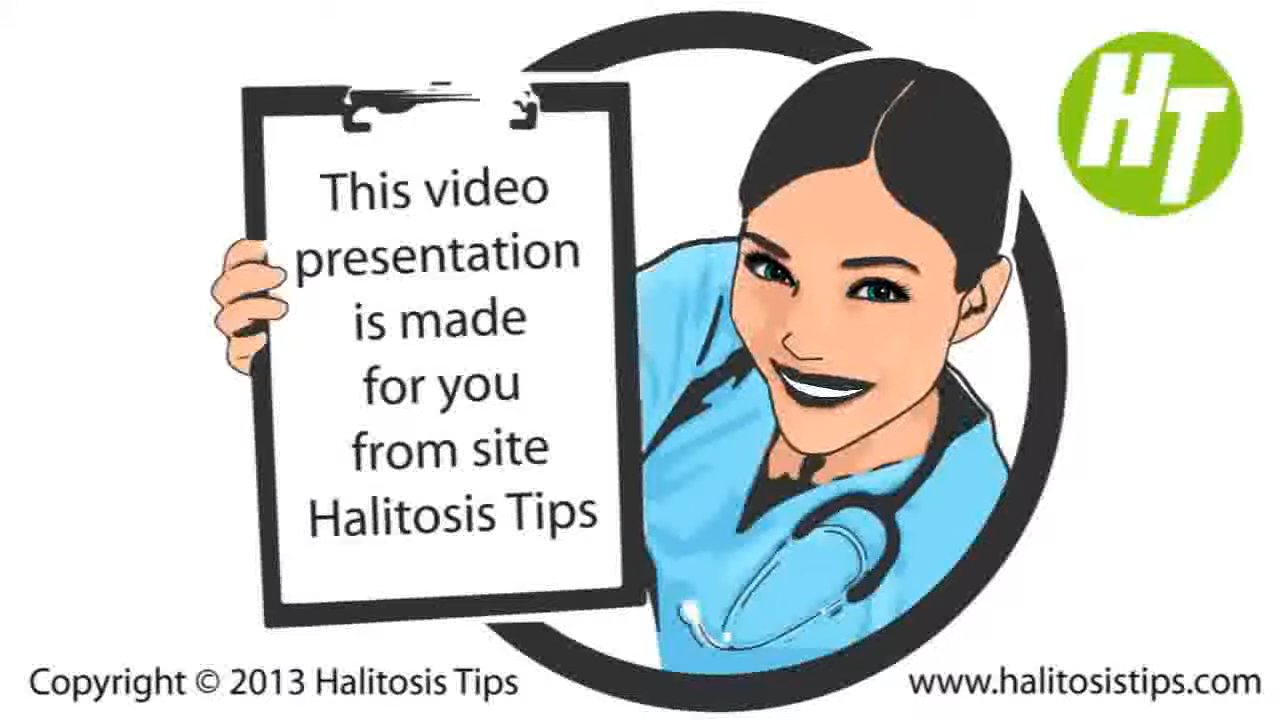 HT
This video
presentation
is made
for you
from site
Halitosis Tips
Copyright © 2013 Halitosis Tips
www.halitosistips.com